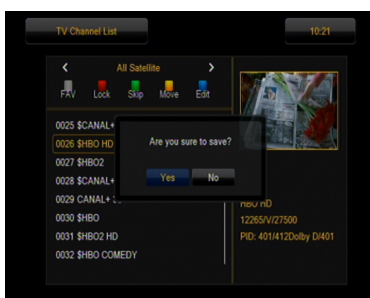 TV Channel List
10:21
All Satellite
FAV Lock Skip Move Edit
0025 $CANAL+
0026 $HBO HD
0027 $HBO2
0028 $CANAL+
0029 CANAL+
0030 $HBO
0031 $HBO2 HD
0032 $HBO COMEDY
Are you sure to save?
Yes No
HBO HD
12265/V/27500
PID: 401/412Dolby D/401